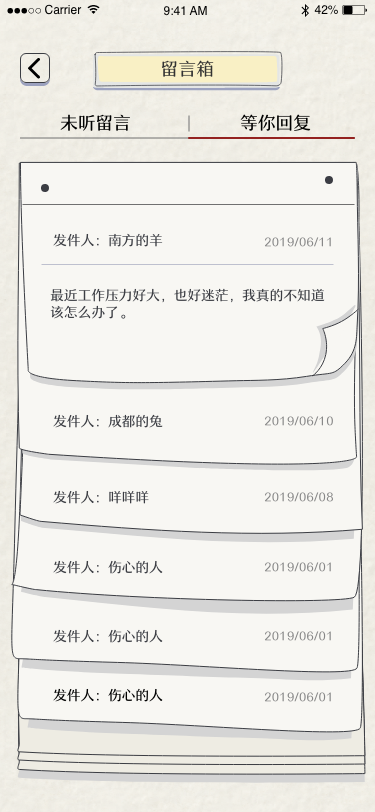 Carrier 9:41 AM 42%
留言箱
未听留言 | 等你回复
发件人：南方的羊 2019/06/11
最近工作压力好大，也好迷茫，我真的不知道
该怎么办了。
发件人：成都的兔 2019/06/10
发件人：咩咩咩 2019/06/08
发件人：伤心的人 2019/06/01
发件人：伤心的人 2019/06/01
发件人：伤心的人 2019/06/01